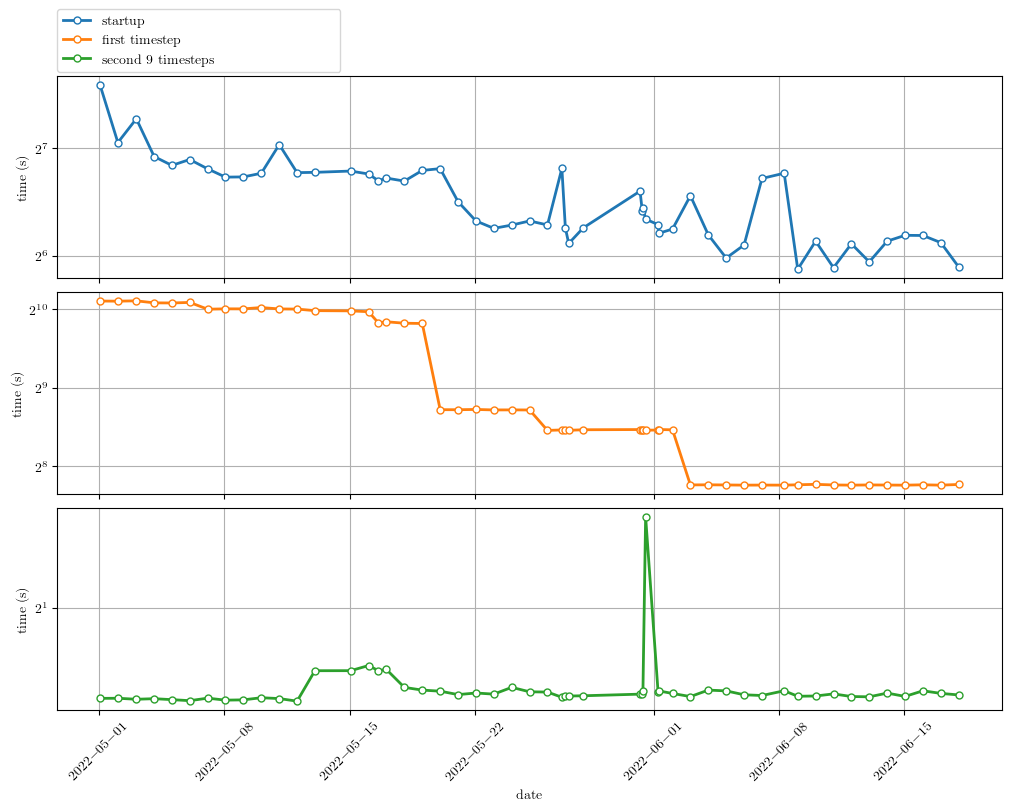 startup
first timestep
second 9 timesteps
2^7
2^6
time (s)
2^10
2^9
2^8
time (s)
2^1
time (s)
2022−05−01
2022−05−08
2022−05−15
2022−05−22
2022−06−01
2022−06−08
2022−06−15
date